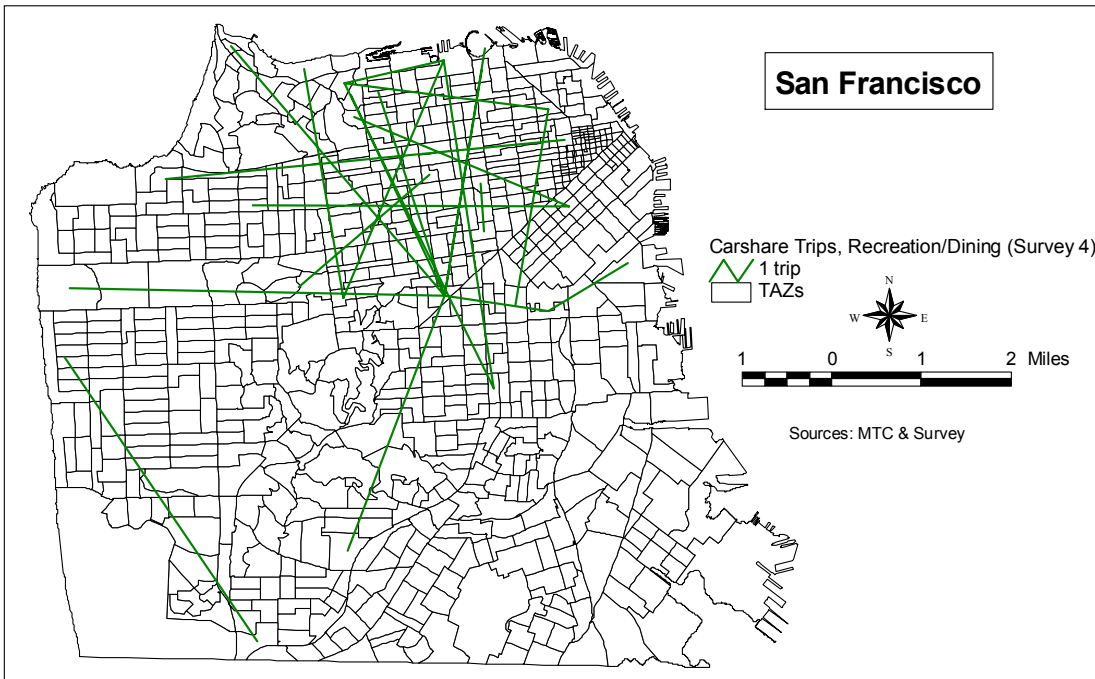 San Francisco
Carshare Trips, Recreation/Dining (Survey 4)
1 trip
TAZs
N
W E
S
1 0 1 2 Miles
Sources: MTC & Survey